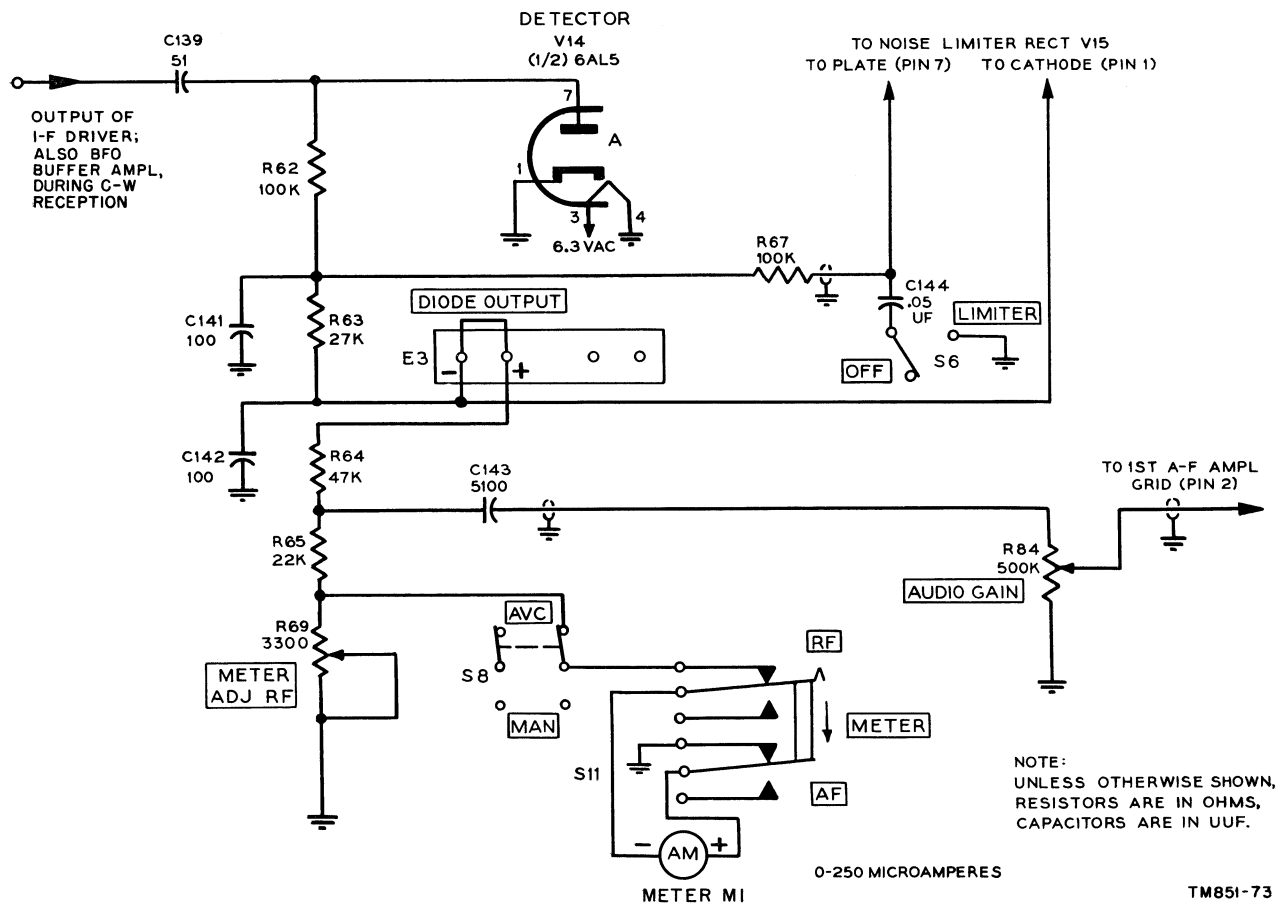 DETECTOR
V14
(1/2) 6AL5
C139
51
TO NOISE LIMITER RECT V15
TO PLATE (PIN 7)
TO CATHODE (PIN 1)
OUTPUT OF
I-F DRIVER;
ALSO BFO
BUFFER AMPL,
DURING C-W
RECEPTION
7
A
1
3
4
6.3 VAC
R62
100K
R67
100K
C144
.05
UF
LIMITER
OFF
S6
DIODE OUTPUT
E3
-
+
C141
100
R63
27K
C142
100
R64
47K
C143
5100
TO 1ST A-F AMPL
GRID (PIN 2)
R65
22K
R84
500K
AUDIO GAIN
R69
3300
METER
ADJ RF
AVC
S8
MAN
RF
METER
S11
AF
-
+
AM
METER M1
0-250 MICROAMPERES
NOTE:
UNLESS OTHERWISE SHOWN,
RESISTORS ARE IN OHMS,
CAPACITORS ARE IN UUF.
TM851-73